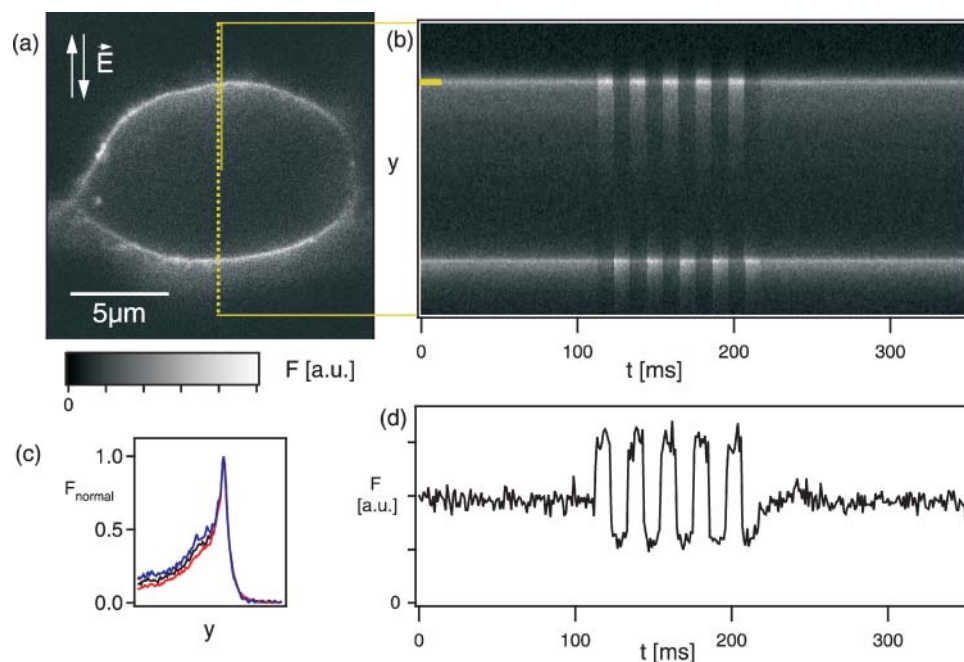 (a)
E
5μm
F [a.u.]
0
(b)
y
0 100 200 300
t [ms]
(c)
1.0
F normal
0.5
0.0
y
(d)
F
[a.u.]
0
0 100 200 300
t [ms]